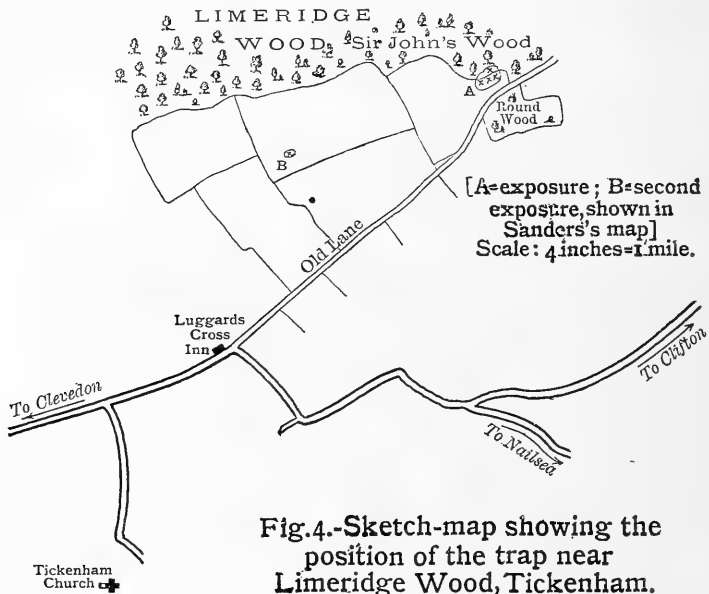 LIMERIDGE
WOOD Sir John's Wood
A
Round
Wood
B
[A=exposure; B=second
exposure, shown in
Sanders's map]
Scale: 4 inches=1 mile.
Old Lane
Luggards
Cross
Inn
To Clevedon
To Clifton
To Nailsea
Tickenham
Church
Fig.4.-Sketch-map showing the
position of the trap near
Limeridge Wood, Tickenham.